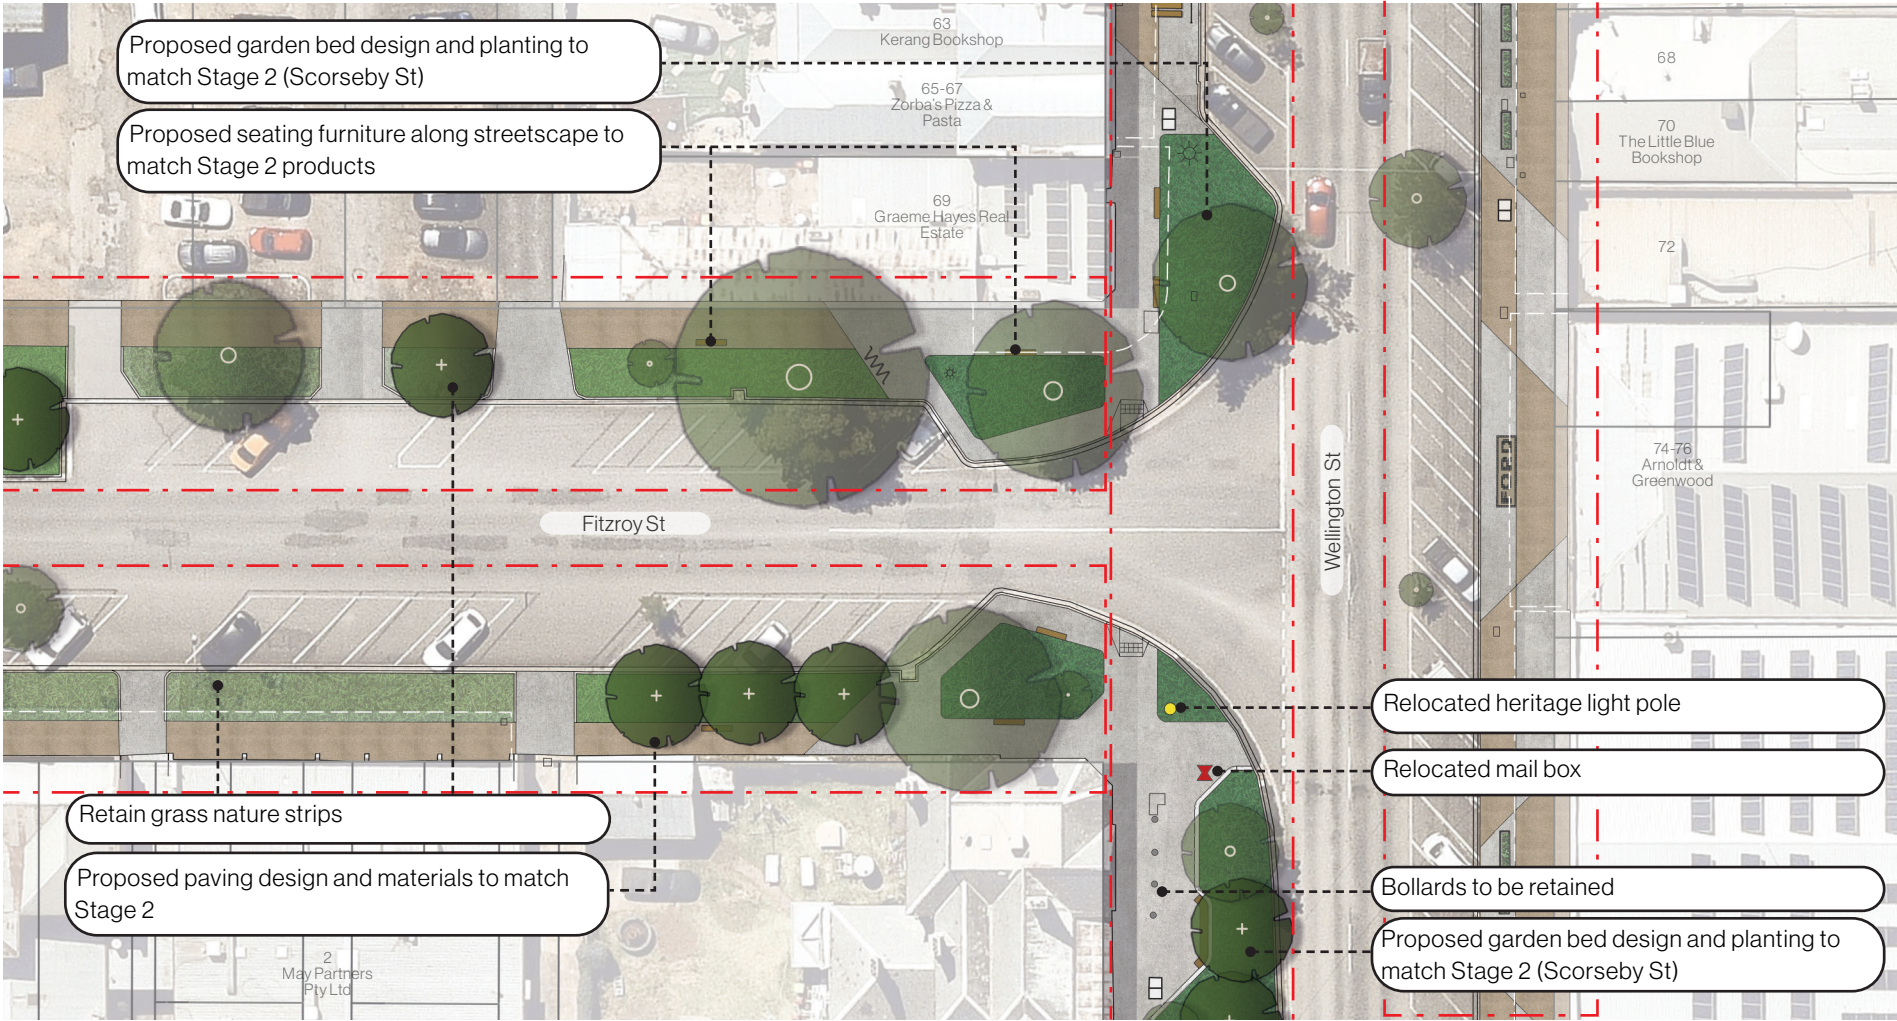 Proposed garden bed design and planting to
match Stage 2 (Scorseby St)
Proposed seating furniture along streetscape to
match Stage 2 products
63
Kerang Bookshop
65-67
Zorba's Pizza &
Pasta
69
Graeme Hayes Real
Estate
68
70
The Little Blue
Bookshop
72
74-76
Arnoldt &
Greenwood
FORD
Fitzroy St
Wellington St
Relocated heritage light pole
Relocated mail box
Retain grass nature strips
Proposed paving design and materials to match
Stage 2
Bollards to be retained
Proposed garden bed design and planting to
match Stage 2 (Scorseby St)
2
May Partners
Pty Ltd